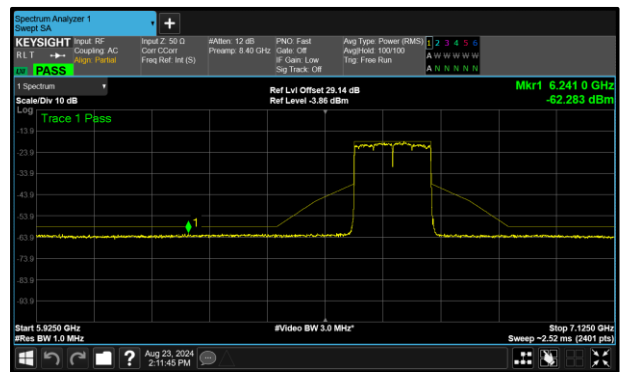 Spectrum Analyzer 1
Swept SA
+
KEYSIGHT Input: RF Input Z: 50 Ω #Atten: 12 dB PNO: Fast Avg Type: Power (RMS) 1 2 3 4 5 6
RLT Coupling: AC Corr CCorr Preamp: 8.40 GHz Gate: Off Avg|Hold: 100/100 A W W W W W
Align: Partial Freq Ref: Int (S) IF Gain: Low Trig: Free Run
PASS Sig Track: Off A N N N N N
1 Spectrum
Scale/Div 10 dB
Ref Lvl Offset 29.14 dB
Ref Level -3.86 dBm
Mkr1 6.241 0 GHz
-62.283 dBm
Log
Trace 1 Pass
-13.9
-23.9
-33.9
-43.9
-53.9
1
-63.9
-73.9
-83.9
-93.9
Start 5.9250 GHz #Video BW 3.0 MHz* Stop 7.1250 GHz
#Res BW 1.0 MHz Sweep ~2.52 ms (2401 pts)
? Aug 23, 2024
2:11:45 PM